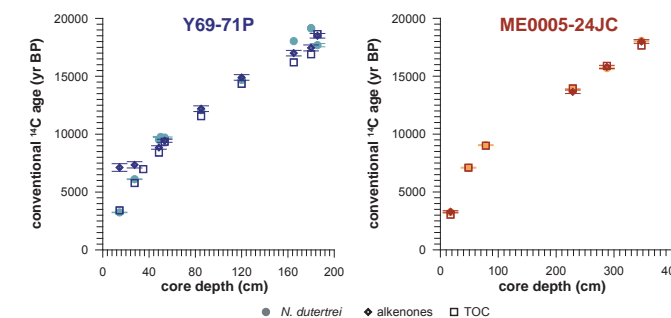 Y69-71P
20000
15000
10000
5000
0
conventional ¹⁴C age (yr BP)
0 40 80 120 160 200
core depth (cm)
ME0005-24JC
20000
15000
10000
5000
0
conventional ¹⁴C age (yr BP)
0 100 200 300 40
core depth (cm)
N. dutertrei alkenones TOC